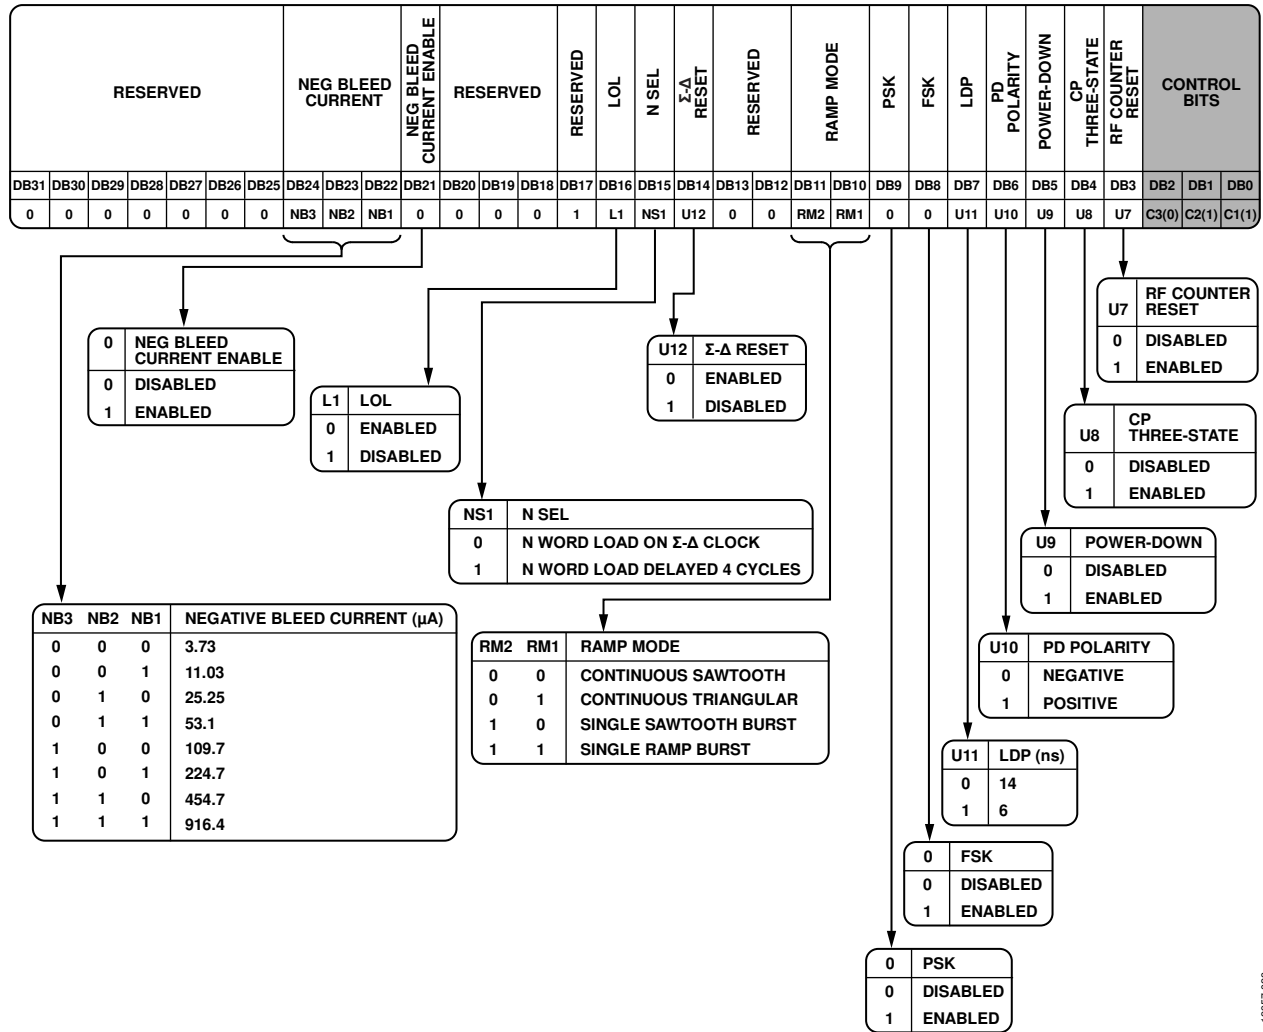 RESERVED
NEG BLEED
CURRENT
NEG BLEED
CURRENT ENABLE
RESERVED
RESERVED
LOL
N SEL
Σ-Δ
RESET
RESERVED
RAMP MODE
PSK
FSK
LDP
PD
POLARITY
POWER-DOWN
CP
THREE-STATE
RF COUNTER
RESET
CONTROL
BITS
DB31 DB30 DB29 DB28 DB27 DB26 DB25 DB24 DB23 DB22 DB21 DB20 DB19 DB18 DB17 DB16 DB15 DB14 DB13 DB12 DB11 DB10 DB9 DB8 DB7 DB6 DB5 DB4 DB3 DB2 DB1 DB0
0 0 0 0 0 0 0 NB3 NB2 NB1 0 0 0 0 1 L1 NS1 U12 0 0 RM2 RM1 0 0 U11 U10 U9 U8 U7 C3(0) C2(1) C1(1)
U7 RF COUNTER
RESET
0 DISABLED
1 ENABLED
0 NEG BLEED
CURRENT ENABLE
0 DISABLED
1 ENABLED
U12 Σ-Δ RESET
0 ENABLED
1 DISABLED
L1 LOL
0 ENABLED
1 DISABLED
U8 CP
THREE-STATE
0 DISABLED
1 ENABLED
NS1 N SEL
0 N WORD LOAD ON Σ-Δ CLOCK
1 N WORD LOAD DELAYED 4 CYCLES
U9 POWER-DOWN
0 DISABLED
1 ENABLED
NB3 NB2 NB1 NEGATIVE BLEED CURRENT (µA)
0 0 0 3.73
0 0 1 11.03
0 1 0 25.25
0 1 1 53.1
1 0 0 109.7
1 0 1 224.7
1 1 0 454.7
1 1 1 916.4
RM2 RM1 RAMP MODE
0 0 CONTINUOUS SAWTOOTH
0 1 CONTINUOUS TRIANGULAR
1 0 SINGLE SAWTOOTH BURST
1 1 SINGLE RAMP BURST
U10 PD POLARITY
0 NEGATIVE
1 POSITIVE
U11 LDP (ns)
0 14
1 6
0 FSK
0 DISABLED
1 ENABLED
0 PSK
0 DISABLED
1 ENABLED